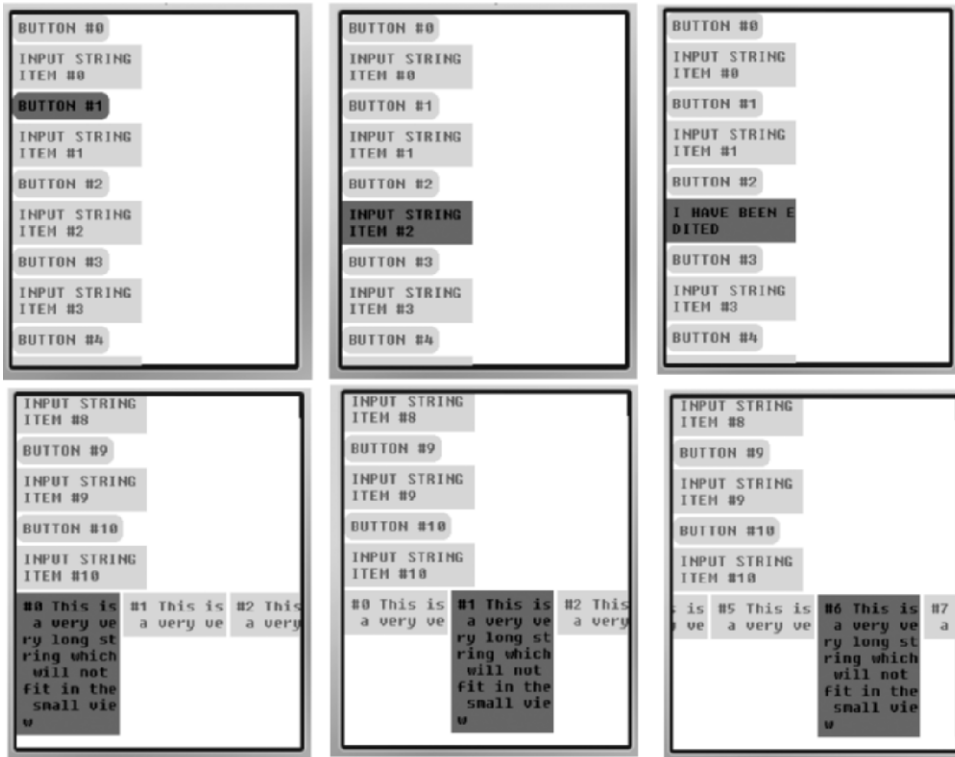 BUTTON #0
INPUT STRING
ITEM #0
BUTTON #1
INPUT STRING
ITEM #1
BUTTON #2
INPUT STRING
ITEM #2
BUTTON #3
INPUT STRING
ITEM #3
BUTTON #4
BUTTON #0
INPUT STRING
ITEM #0
BUTTON #1
INPUT STRING
ITEM #1
BUTTON #2
INPUT STRING
ITEM #2
BUTTON #3
INPUT STRING
ITEM #3
BUTTON #4
BUTTON #0
INPUT STRING
ITEM #0
BUTTON #1
INPUT STRING
ITEM #1
BUTTON #2
I HAVE BEEN E
DITED
BUTTON #3
INPUT STRING
ITEM #3
BUTTON #4
INPUT STRING
ITEM #8
BUTTON #9
INPUT STRING
ITEM #9
BUTTON #10
INPUT STRING
ITEM #10
#0 This is
a very ve
ry long st
ring which
will not
fit in the
small vie
w
#1 This is
a very ve
#2 This
a very
INPUT STRING
ITEM #8
BUTTON #9
INPUT STRING
ITEM #9
BUTTON #10
INPUT STRING
ITEM #10
#0 This is
a very ve
#1 This is
a very ve
ry long st
ring which
will not
fit in the
small vie
w
#2 This
a very
INPUT STRING
ITEM #8
BUTTON #9
INPUT STRING
ITEM #9
BUTTON #10
INPUT STRING
ITEM #10
s is
y ve
#5 This is
a very ve
#6 This is
a very ve
ry long st
ring which
will not
fit in the
small vie
w
#7
a